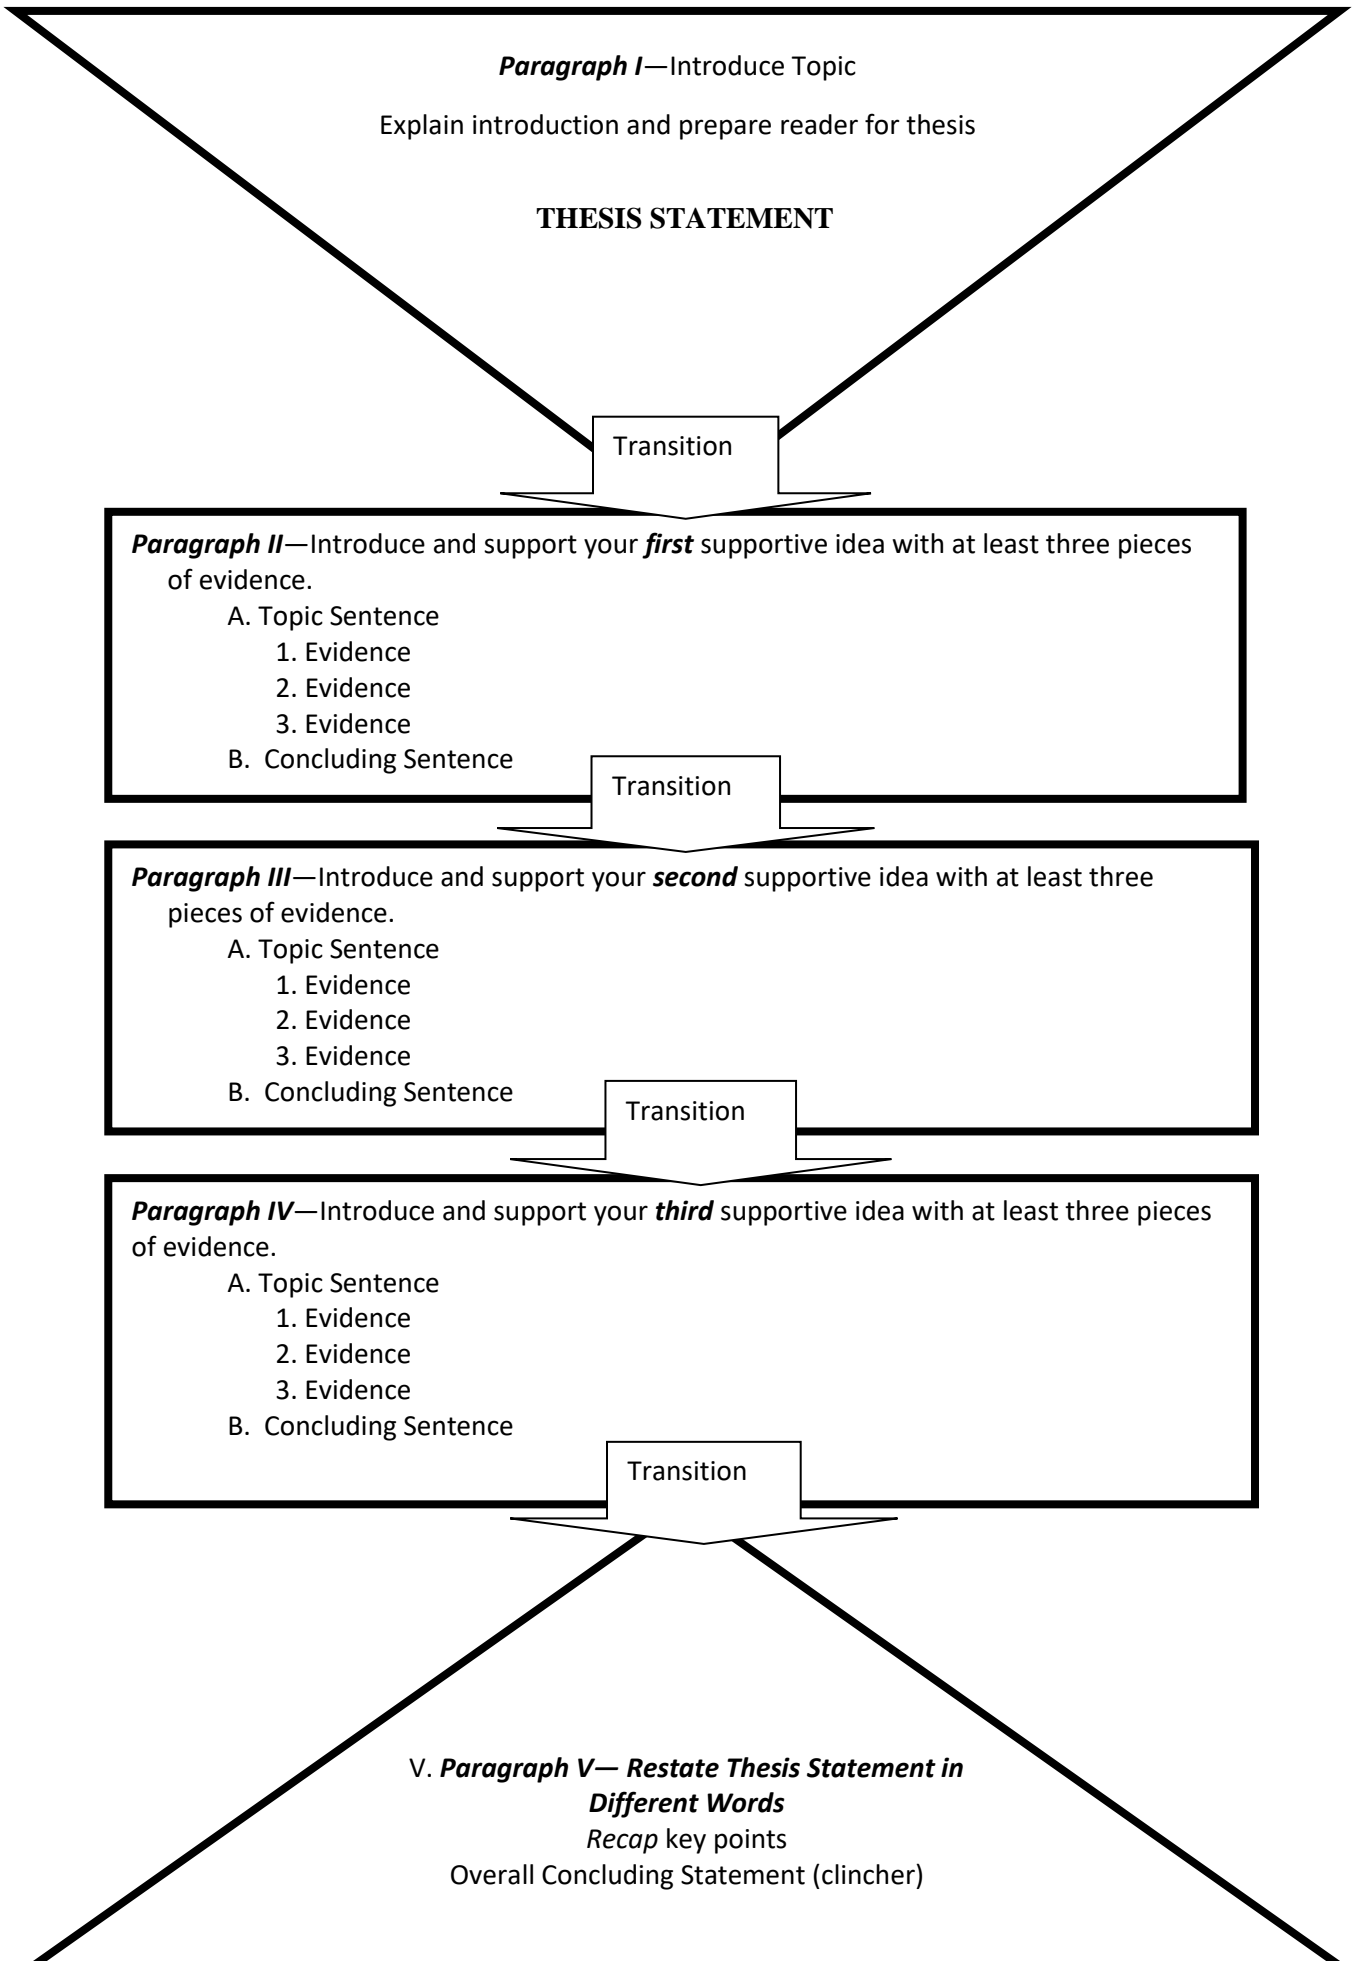 Paragraph I—Introduce Topic
Explain introduction and prepare reader for thesis
THESIS STATEMENT
Transition
Paragraph II—Introduce and support your first supportive idea with at least three pieces
of evidence.
A. Topic Sentence
1. Evidence
2. Evidence
3. Evidence
B. Concluding Sentence
Transition
Paragraph III—Introduce and support your second supportive idea with at least three
pieces of evidence.
A. Topic Sentence
1. Evidence
2. Evidence
3. Evidence
B. Concluding Sentence
Transition
Paragraph IV—Introduce and support your third supportive idea with at least three pieces
of evidence.
A. Topic Sentence
1. Evidence
2. Evidence
3. Evidence
B. Concluding Sentence
Transition
V. Paragraph V— Restate Thesis Statement in
Different Words
Recap key points
Overall Concluding Statement (clincher)